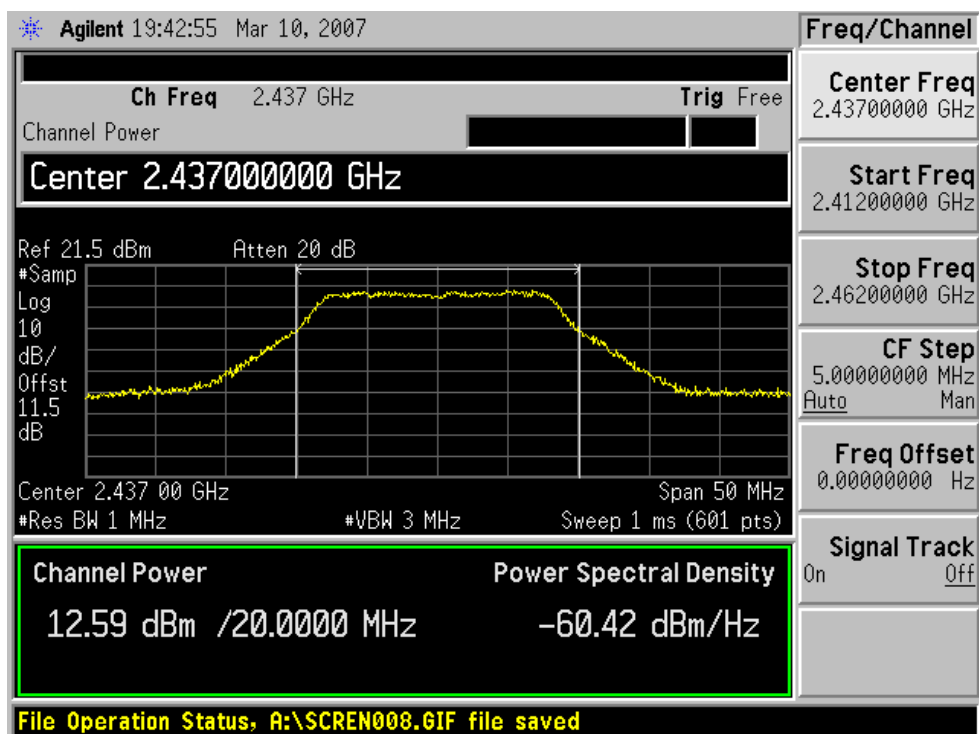 Agilent 19:42:55 Mar 10, 2007
Ch Freq 2.437 GHz Trig Free
Channel Power
Center 2.437000000 GHz
Ref 21.5 dBm Atten 20 dB
#Samp
Log
10
dB/
Offst
11.5
dB
Center 2.437 00 GHz Span 50 MHz
#Res BW 1 MHz #VBW 3 MHz Sweep 1 ms (601 pts)
Channel Power Power Spectral Density
12.59 dBm /20.0000 MHz -60.42 dBm/Hz
File Operation Status, A:\SCREN008.GIF file saved
Freq/Channel
Center Freq
2.43700000 GHz
Start Freq
2.41200000 GHz
Stop Freq
2.46200000 GHz
CF Step
5.00000000 MHz
Auto Man
Freq Offset
0.00000000 Hz
Signal Track
On Off